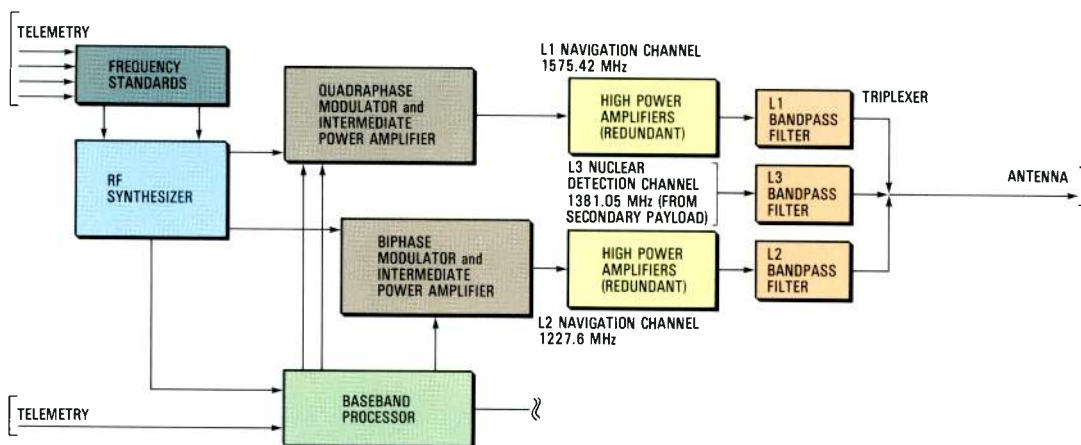 TELEMETRY
FREQUENCY
STANDARDS
RF
SYNTHESIZER
QUADRAPHASE
MODULATOR and
INTERMEDIATE
POWER AMPLIFIER
BIPHASE
MODULATOR and
INTERMEDIATE
POWER AMPLIFIER
L1 NAVIGATION CHANNEL
1575.42 MHz
HIGH POWER
AMPLIFIERS
(REDUNDANT)
L1
BANDPASS
FILTER
TRIPLEXER
L3 NUCLEAR
DETECTION CHANNEL
1381.05 MHz (FROM
SECONDARY PAYLOAD)
L3
BANDPASS
FILTER
ANTENNA
HIGH POWER
AMPLIFIERS
(REDUNDANT)
L2
BANDPASS
FILTER
L2 NAVIGATION CHANNEL
1227.6 MHz
TELEMETRY
BASEBAND
PROCESSOR